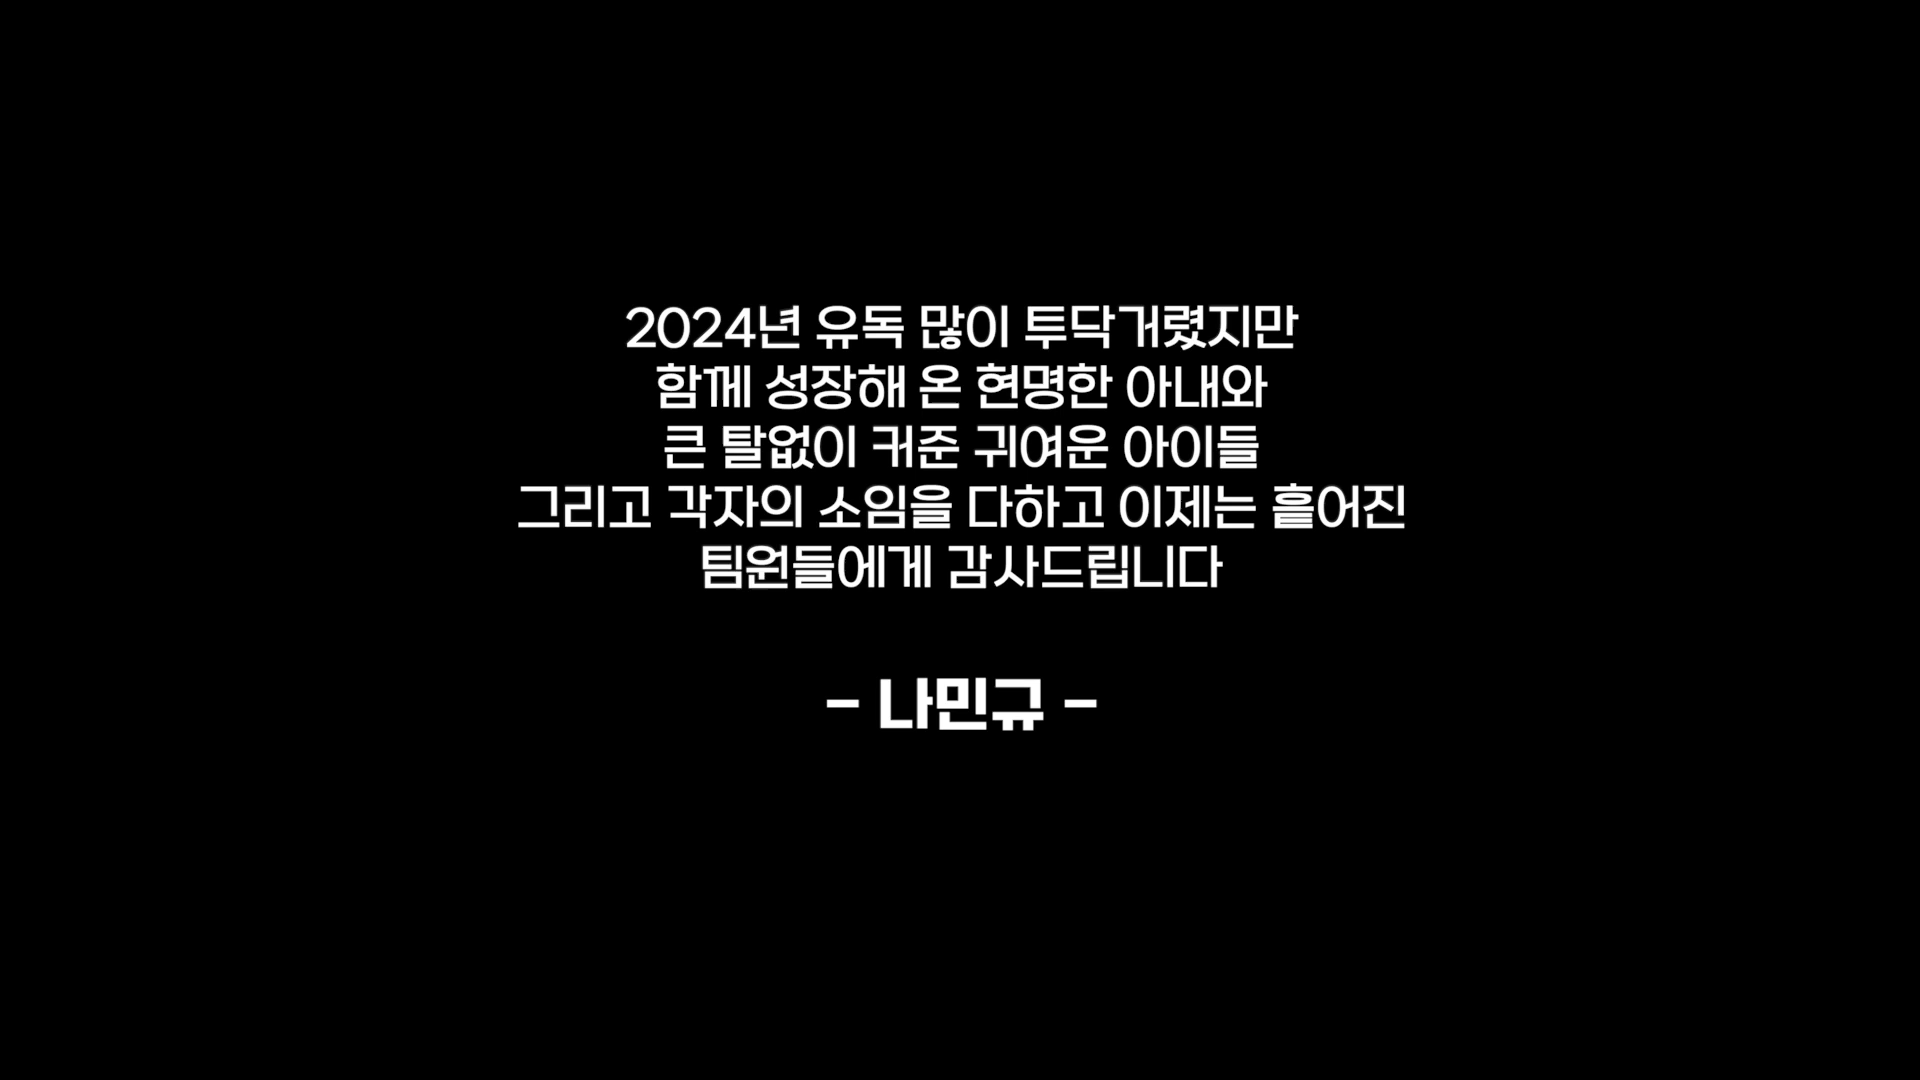 2024년 유독 많이 투닥거렸지만
함께 성장해 온 현명한 아내와
큰 탈없이 커준 귀여운 아이들
그리고 각자의 소임을 다하고 이제는 흩어진
팀원들에게 감사드립니다
- 나민규 -